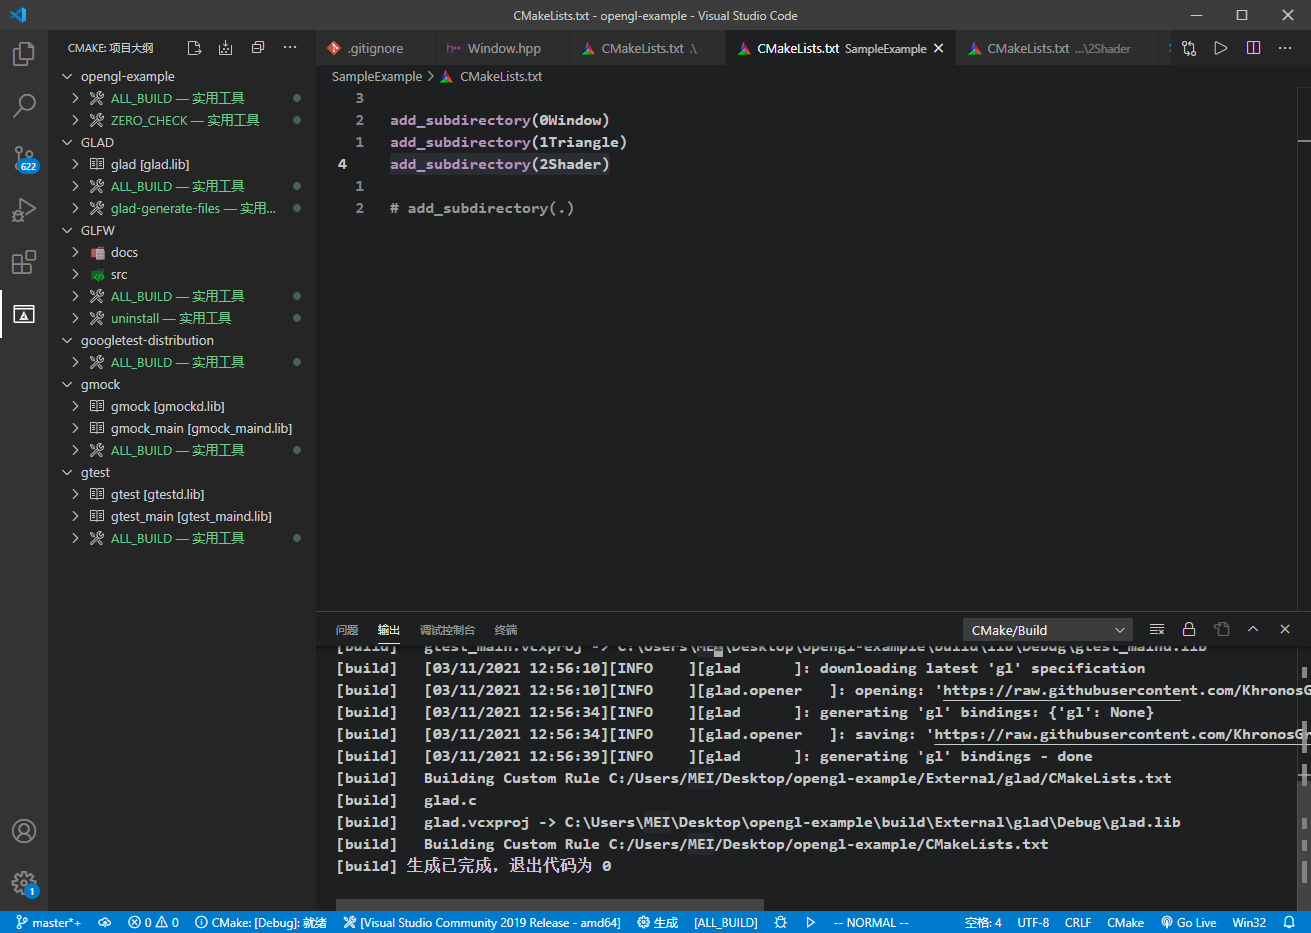 CMakeLists.txt - opengl-example - Visual Studio Code
CMAKE: 项目大纲
.gitignore
Window.hpp
CMakeLists.txt .\
CMakeLists.txt SampleExample
CMakeLists.txt ...\2Shader
SampleExample > CMakeLists.txt
opengl-example
ALL_BUILD — 实用工具
ZERO_CHECK — 实用工具
GLAD
glad [glad.lib]
ALL_BUILD — 实用工具
glad-generate-files — 实用...
GLFW
docs
src
ALL_BUILD — 实用工具
uninstall — 实用工具
googletest-distribution
ALL_BUILD — 实用工具
gmock
gmock [gmockd.lib]
gmock_main [gmock_maind.lib]
ALL_BUILD — 实用工具
gtest
gtest [gtestd.lib]
gtest_main [gtest_maind.lib]
ALL_BUILD — 实用工具
622
1
3
2 add_subdirectory(0Window)
1 add_subdirectory(1Triangle)
4 add_subdirectory(2Shader)
1
2 # add_subdirectory(.)
问题 输出 调试控制台 终端
CMake/Build
[build] gtest_main.vcxproj -> C:\Users\MEI\Desktop\opengl-example\build\lib\Debug\gtest_maind.lib
[build] [03/11/2021 12:56:10][INFO ][glad ]: downloading latest 'gl' specification
[build] [03/11/2021 12:56:10][INFO ][glad.opener ]: opening: 'https://raw.githubusercontent.com/KhronosG
[build] [03/11/2021 12:56:34][INFO ][glad ]: generating 'gl' bindings: {'gl': None}
[build] [03/11/2021 12:56:34][INFO ][glad.opener ]: saving: 'https://raw.githubusercontent.com/KhronosGr
[build] [03/11/2021 12:56:39][INFO ][glad ]: generating 'gl' bindings - done
[build] Building Custom Rule C:/Users/MEI/Desktop/opengl-example/External/glad/CMakeLists.txt
[build] glad.c
[build] glad.vcxproj -> C:\Users\MEI\Desktop\opengl-example\build\External\glad\Debug\glad.lib
[build] Building Custom Rule C:/Users/MEI/Desktop/opengl-example/CMakeLists.txt
[build] 生成已完成，退出代码为 0
master*+ 0 0 CMake: [Debug]: 就绪 [Visual Studio Community 2019 Release - amd64] 生成 [ALL_BUILD] -- NORMAL -- 空格: 4 UTF-8 CRLF CMake Go Live Win32